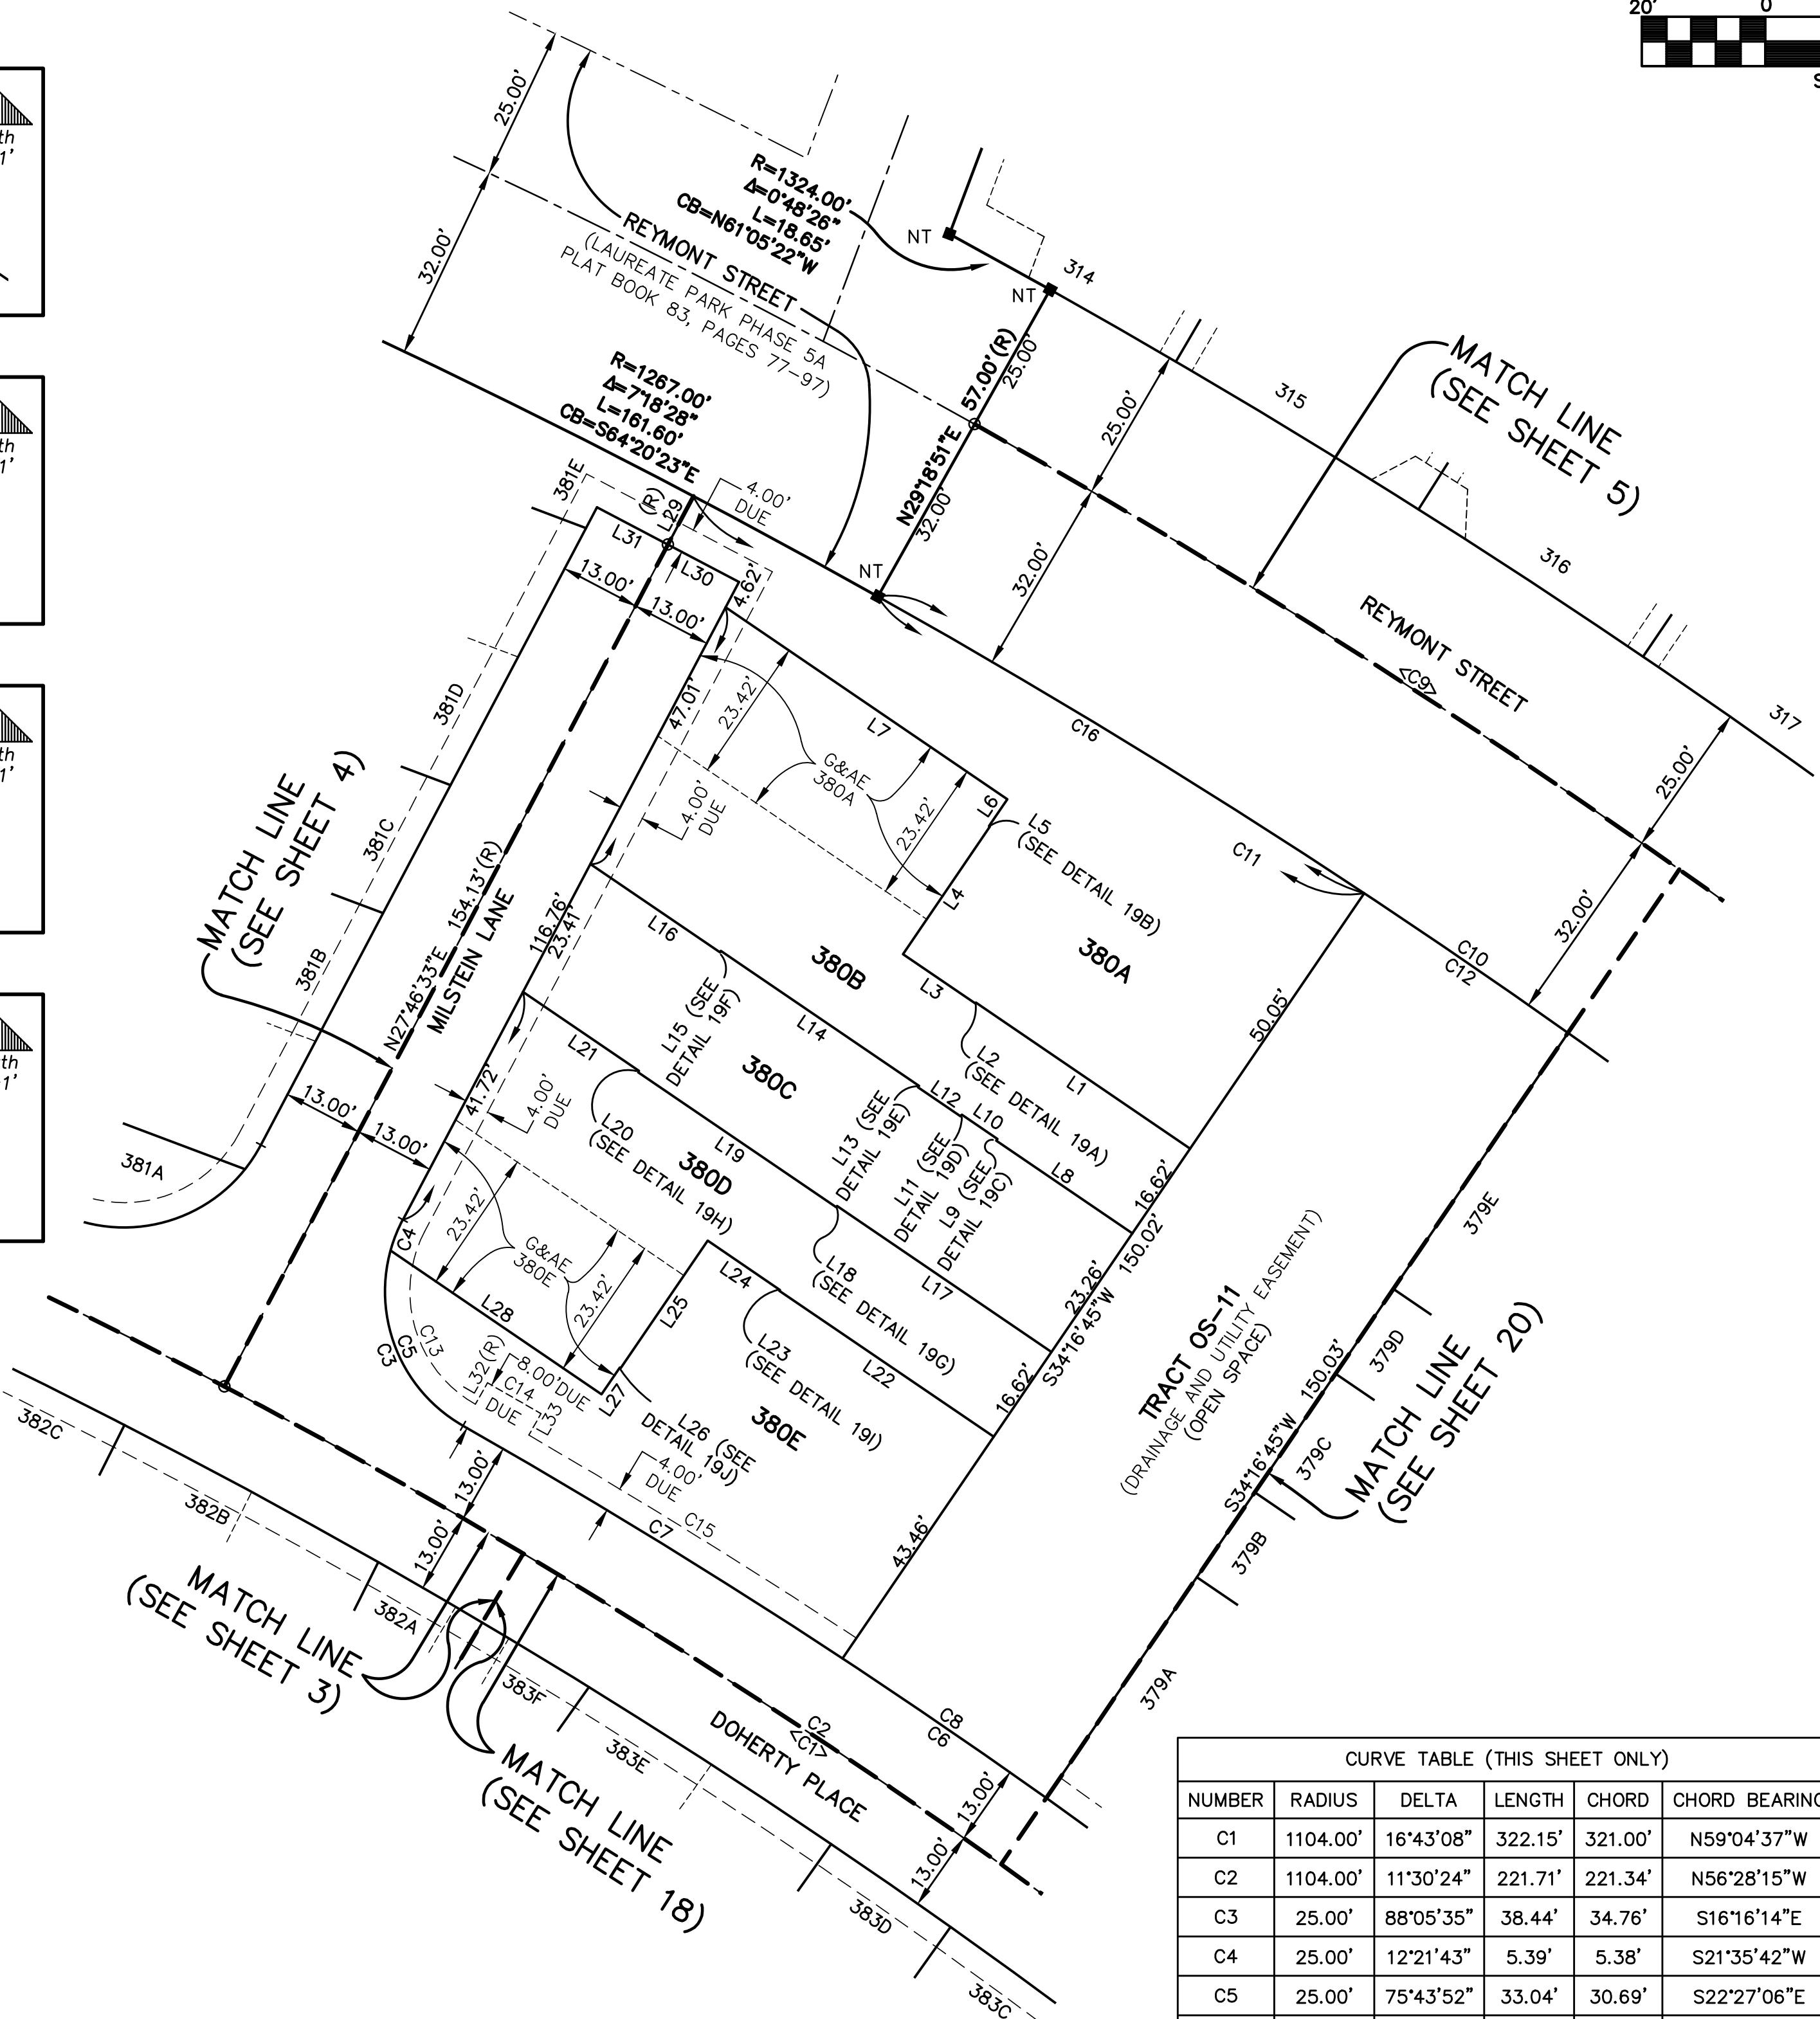 20'
0
25.00'
32.00'
R=1324.00'
Δ=0°48'26"
L=18.65'
CB=N61°05'22"W
REYMONT STREET
(LAUREATE PARK PHASE 5A
PLAT BOOK 83, PAGES 77-97)
R=1267.00'
Δ=7°18'28"
L=161.60'
CB=S64°20'23"E
NT
NT
314
NT
N29°18'51"E
57.00'(R)
25.00'
32.00'
25.00'
32.00'
315
316
317
MATCH LINE
(SEE SHEET 5)
REYMONT STREET
<C9>
25.00'
32.00'
381E
(R)
L29
4.00'
DUE
L31
L30
13.00'
13.00'
4.62'
47.01'
23.42'
L7
C16
G&AE
380A
4.00'
DUE
23.42'
L6
L5
(SEE DETAIL 19B)
L4
C11
C10
C12
381D
381C
381B
381A
MATCH LINE
(SEE SHEET 4)
N27°46'33"E 154.13'(R)
MILSTEIN LANE
116.76'
23.41'
L16
380B
380A
L3
L15 (SEE
DETAIL 19F)
L14
L2
(SEE DETAIL 19A)
L1
50.05'
L21
380C
L12
L10
L13 (SEE
DETAIL 19E)
L11 (SEE
DETAIL 19D)
L9 (SEE
DETAIL 19C)
L8
16.62'
150.02'
13.00'
13.00'
41.72'
4.00'
DUE
L20
(SEE DETAIL 19H)
L19
380D
L18
(SEE DETAIL 19G)
L17
23.26'
S34°16'45"W
C4
23.42'
G&AE
380E
23.42'
L24
L25
L28
L23
(SEE DETAIL 19I)
L22
16.62'
C3
C5
C13
L32(R)
8.00'DUE
C14
DUE
L33
L27
L26 (SEE
DETAIL 19J)
380E
4.00'
DUE
C15
C7
43.46'
TRACT OS-11
(DRAINAGE AND UTILITY EASEMENT)
(OPEN SPACE)
379E
379D
379C
379B
379A
S34°16'45"W 150.03'
MATCH LINE
(SEE SHEET 20)
382C
382B
382A
13.00'
13.00'
MATCH LINE
(SEE SHEET 3)
MATCH LINE
(SEE SHEET 18)
383F
383E
383D
383C
DOHERTY PLACE
C2
<C1>
C8
C6
13.00'
13.00'
CURVE TABLE (THIS SHEET ONLY)
NUMBER RADIUS DELTA LENGTH CHORD CHORD BEARING
C1 1104.00' 16°43'08" 322.15' 321.00' N59°04'37"W
C2 1104.00' 11°30'24" 221.71' 221.34' N56°28'15"W
C3 25.00' 88°05'35" 38.44' 34.76' S16°16'14"E
C4 25.00' 12°21'43" 5.39' 5.38' S21°35'42"W
C5 25.00' 75°43'52" 33.04' 30.69' S22°27'06"E